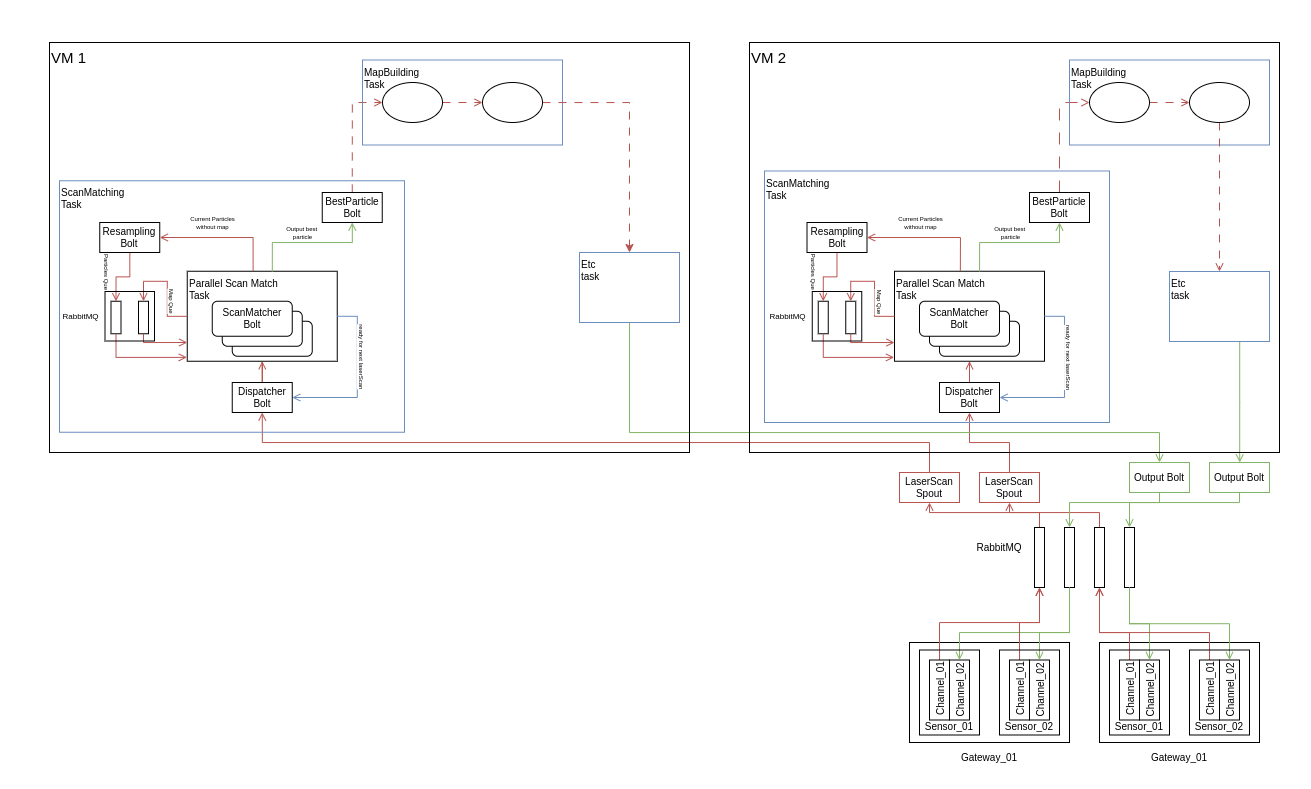 VM 1
MapBuilding
Task
ScanMatching
Task
BestParticle
Bolt
Resampling
Bolt
Current Particles
without map
Output best
particle
Particles Que
Map Que
Parallel Scan Match
Task
ScanMatcher
Bolt
RabbitMQ
ready for next laserScan
Dispatcher
Bolt
Etc
task
VM 2
MapBuilding
Task
ScanMatching
Task
BestParticle
Bolt
Resampling
Bolt
Current Particles
without map
Output best
particle
Particles Que
Map Que
Parallel Scan Match
Task
ScanMatcher
Bolt
RabbitMQ
ready for next laserScan
Dispatcher
Bolt
Etc
task
LaserScan
Spout
LaserScan
Spout
Output Bolt
Output Bolt
RabbitMQ
Channel_01
Channel_02
Sensor_01
Channel_01
Channel_02
Sensor_02
Gateway_01
Channel_01
Channel_02
Sensor_01
Channel_01
Channel_02
Sensor_02
Gateway_01